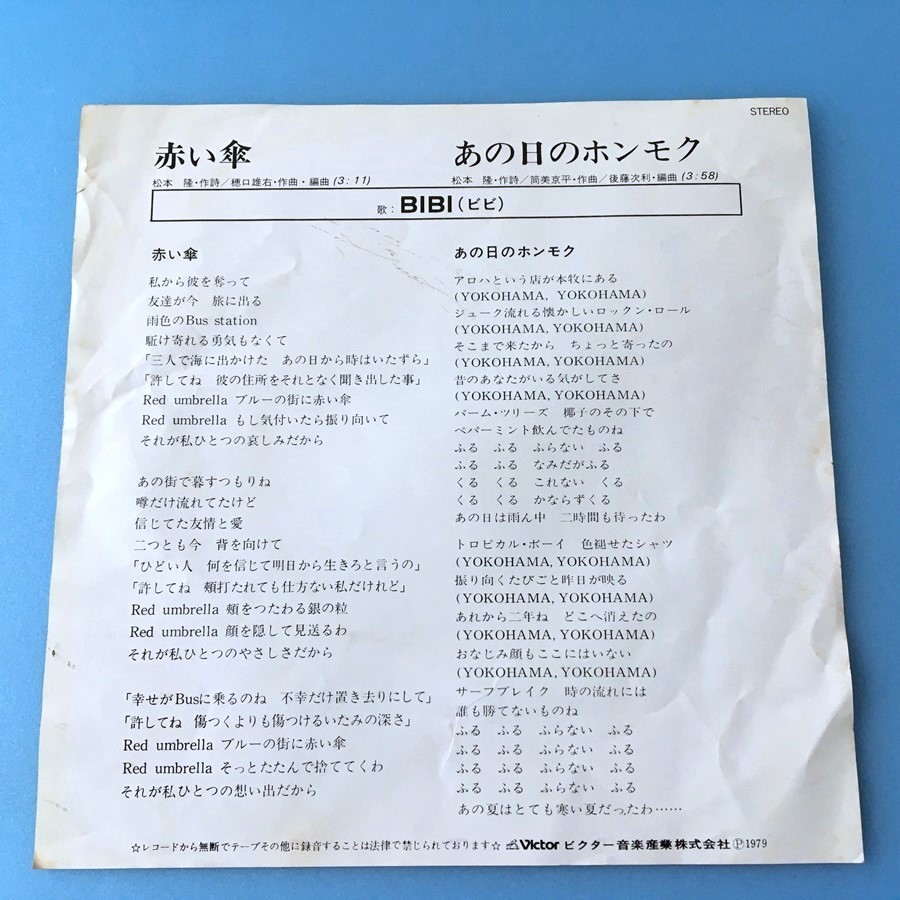 STEREO
赤い傘
松本　隆・作詩／穂口雄右・作曲・編曲 (3：11)
あの日のホンモク
松本　隆・作詩／筒美京平・作曲／後藤次利・編曲 (3：58)
歌：BIBI（ビビ）
赤い傘
私から彼を奪って
友達が今　旅に出る
雨色のBus station
駈け寄れる勇気もなくて
「三人で海に出かけた　あの日から時はいたずら」
「許してね　彼の住所をそれとなく聞き出した事」
Red umbrella ブルーの街に赤い傘
Red umbrella もし気付いたら振り向いて
それが私ひとつの哀しみだから
あの街で暮すつもりね
噂だけ流れてたけど
信じてた友情と愛
二つとも今　背を向けて
「ひどい人　何を信じて明日から生きろと言うの」
「許してね　頬打たれても仕方ない私だけれど」
Red umbrella 頬をつたわる銀の粒
Red umbrella 顔を隠して見送るわ
それが私ひとつのやさしさだから
「幸せがBusに乗るのね　不幸だけ置き去りにして」
「許してね　傷つくよりも傷つけるいたみの深さ」
Red umbrella ブルーの街に赤い傘
Red umbrella そっとたたんで捨ててくわ
それが私ひとつの想い出だから
あの日のホンモク
アロハという店が本牧にある
(YOKOHAMA, YOKOHAMA)
ジューク流れる懐かしいロックン・ロール
(YOKOHAMA, YOKOHAMA)
そこまで来たから　ちょっと寄ったの
(YOKOHAMA, YOKOHAMA)
昔のあなたがいる気がしてさ
(YOKOHAMA, YOKOHAMA)
パーム・ツリーズ　椰子のその下で
ペパーミント飲んでたものね
ふる　ふる　ふらない　ふる
ふる　ふる　なみだがふる
くる　くる　これない　くる
くる　くる　かならずくる
あの日は雨ん中　二時間も待ったわ
トロピカル・ボーイ　色褪せたシャツ
(YOKOHAMA, YOKOHAMA)
振り向くたびごと昨日が映る
(YOKOHAMA, YOKOHAMA)
あれから二年ね　どこへ消えたの
(YOKOHAMA, YOKOHAMA)
おなじみ顔もここにはいない
(YOKOHAMA, YOKOHAMA)
サーフブレイク　時の流れには
誰も勝てないものね
ふる　ふる　ふらない　ふる
ふる　ふる　ふらない　ふる
ふる　ふる　ふらない　ふる
ふる　ふる　ふらない　ふる
あの夏はとても寒い夏だったわ……
☆レコードから無断でテープその他に録音することは法律で禁じられております☆ Victor ビクター音楽産業株式会社Ⓟ1979